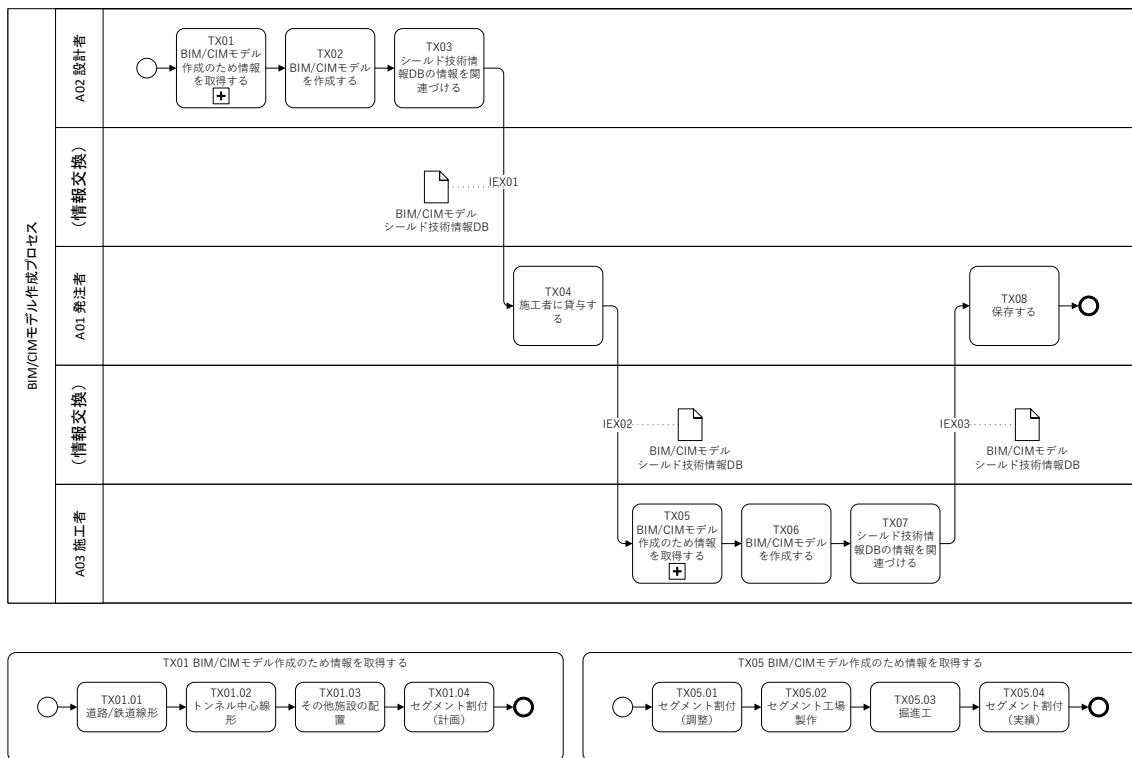 BIM/CIMモデル作成プロセス
A02 設計者
TX01
BIM/CIMモデル
作成のため情報
を取得する
TX02
BIM/CIMモデル
を作成する
TX03
シールド技術情
報DBの情報を関
連づける
(情報交換)
IEX01
BIM/CIMモデル
シールド技術情報DB
A01 発注者
TX04
施工者に貸与す
る
TX08
保存する
(情報交換)
IEX02
BIM/CIMモデル
シールド技術情報DB
IEX03
BIM/CIMモデル
シールド技術情報DB
A03 施工者
TX05
BIM/CIMモデル
作成のため情報
を取得する
TX06
BIM/CIMモデル
を作成する
TX07
シールド技術情
報DBの情報を関
連づける
TX01 BIM/CIMモデル作成のため情報を取得する
TX01.01
道路/鉄道線形
TX01.02
トンネル中心線
形
TX01.03
その他施設の配
置
TX01.04
セグメント割付
(計画)
TX05 BIM/CIMモデル作成のため情報を取得する
TX05.01
セグメント割付
(調整)
TX05.02
セグメント工場
製作
TX05.03
掘進工
TX05.04
セグメント割付
(実績)